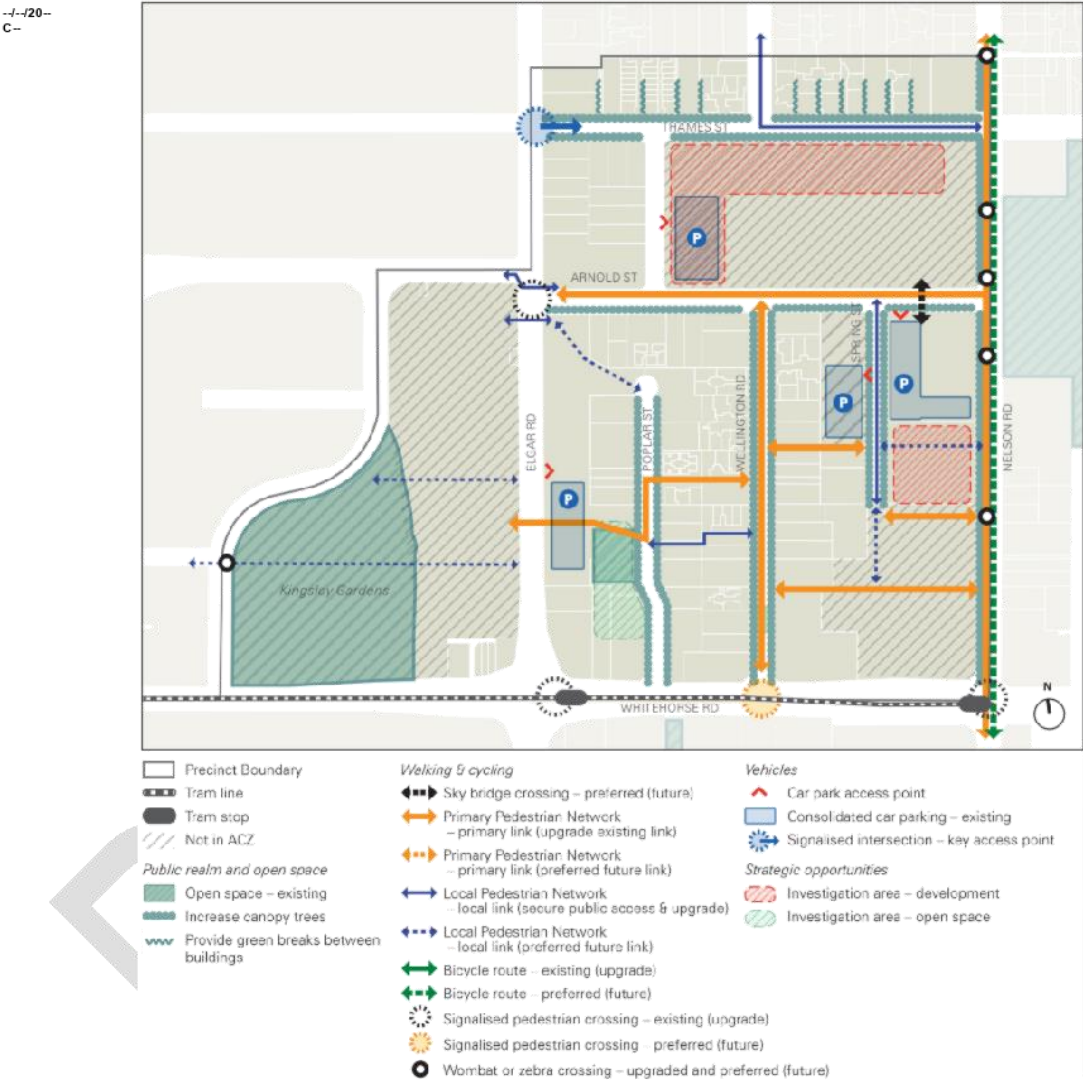 --/--/20--
C--
THAMES ST
P
ARNOLD ST
SPRING ST
P
P
ELGAR RD
POPLAR ST
WELLINGTON RD
NELSON RD
P
Kingsley Gardens
WHITEHORSE RD
N
Precinct Boundary
Tram line
Tram stop
Not in ACZ
Public realm and open space
Open space – existing
Increase canopy trees
Provide green breaks between
buildings
Walking & cycling
Sky bridge crossing – preferred (future)
Primary Pedestrian Network
– primary link (upgrade existing link)
Primary Pedestrian Network
– primary link (preferred future link)
Local Pedestrian Network
– local link (secure public access & upgrade)
Local Pedestrian Network
– local link (preferred future link)
Bicycle route – existing (upgrade)
Bicycle route – preferred (future)
Signalised pedestrian crossing – existing (upgrade)
Signalised pedestrian crossing – preferred (future)
Wombat or zebra crossing – upgraded and preferred (future)
Vehicles
Car park access point
Consolidated car parking – existing
Signalised intersection – key access point
Strategic opportunities
Investigation area – development
Investigation area – open space